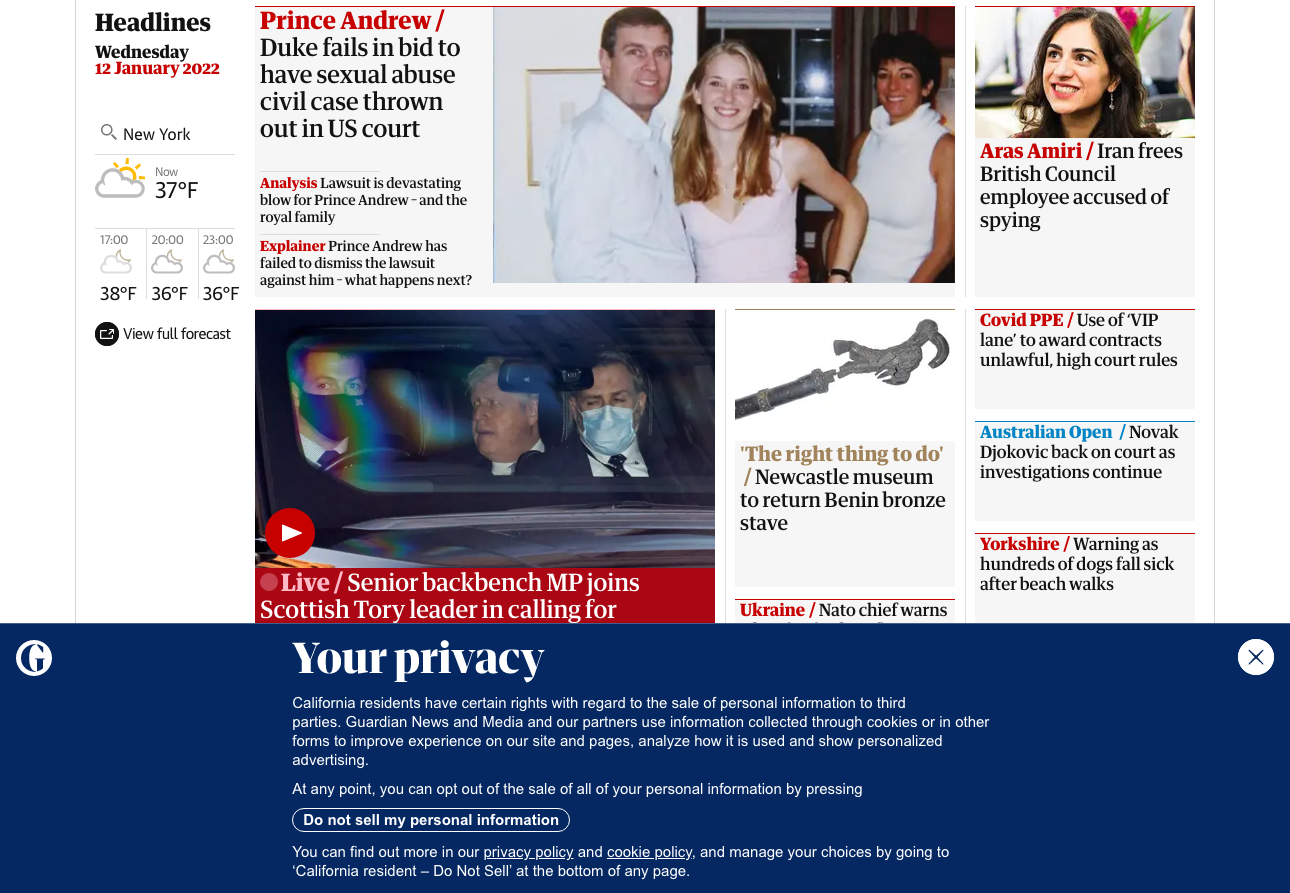 Headlines
Wednesday
12 January 2022
New York
Now
37°F
17:00
20:00
23:00
38°F
36°F
36°F
View full forecast
Prince Andrew /
Duke fails in bid to
have sexual abuse
civil case thrown
out in US court
Analysis Lawsuit is devastating
blow for Prince Andrew – and the
royal family
Explainer Prince Andrew has
failed to dismiss the lawsuit
against him – what happens next?
Aras Amiri / Iran frees
British Council
employee accused of
spying
Live / Senior backbench MP joins
Scottish Tory leader in calling for
'The right thing to do'
/ Newcastle museum
to return Benin bronze
stave
Ukraine / Nato chief warns
Covid PPE / Use of ‘VIP
lane’ to award contracts
unlawful, high court rules
Australian Open / Novak
Djokovic back on court as
investigations continue
Yorkshire / Warning as
hundreds of dogs fall sick
after beach walks
G
Your privacy
California residents have certain rights with regard to the sale of personal information to third
parties. Guardian News and Media and our partners use information collected through cookies or in other
forms to improve experience on our site and pages, analyze how it is used and show personalized
advertising.
At any point, you can opt out of the sale of all of your personal information by pressing
Do not sell my personal information
You can find out more in our privacy policy and cookie policy, and manage your choices by going to
‘California resident – Do Not Sell’ at the bottom of any page.